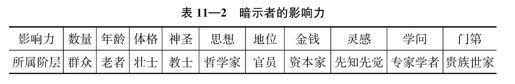 表 11—2 暗示者的影响力
影响力 数量 年龄 体格 神圣 思想 地位 金钱 灵感 学问 门第
所属阶层 群众 老者 壮士 教士 哲学家 官员 资本家 先知先觉 专家学者 贵族世家